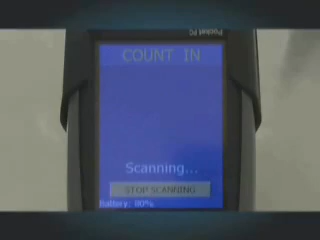 Pocket PC
COUNT IN
Scanning...
STOP SCANNING
Battery: 80%